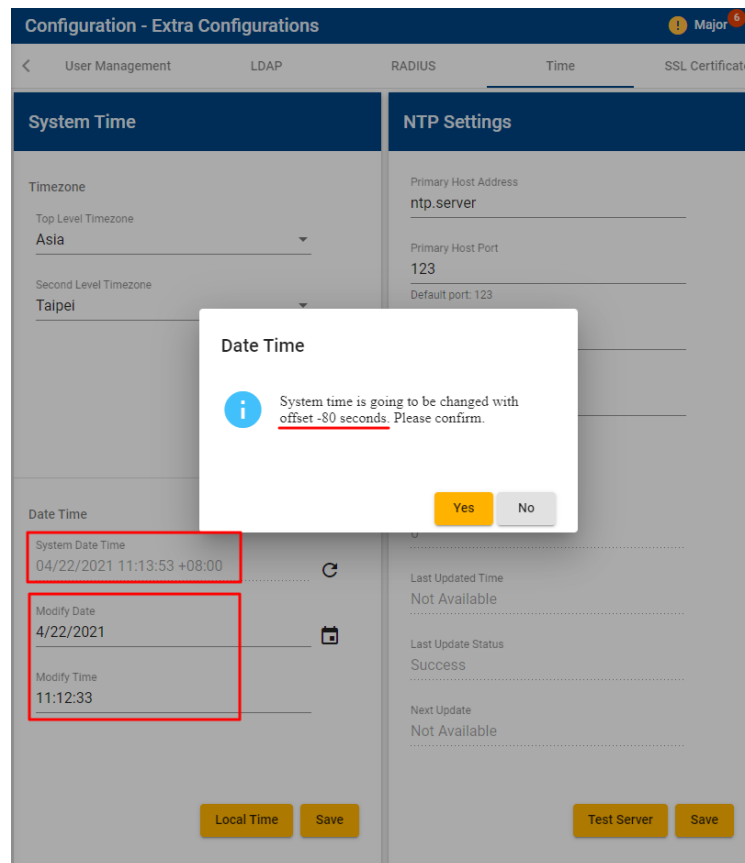 Configuration - Extra Configurations
! Major 6
User Management
LDAP
RADIUS
Time
SSL Certificat
System Time
Timezone
Top Level Timezone
Asia
Second Level Timezone
Taipei
Date Time
System Date Time
04/22/2021 11:13:53 +08:00
Modify Date
4/22/2021
Modify Time
11:12:33
Local Time
Save
NTP Settings
Primary Host Address
ntp.server
Primary Host Port
123
Default port: 123
Last Updated Time
Not Available
Last Update Status
Success
Next Update
Not Available
Test Server
Save
Date Time
System time is going to be changed with
offset -80 seconds. Please confirm.
Yes
No